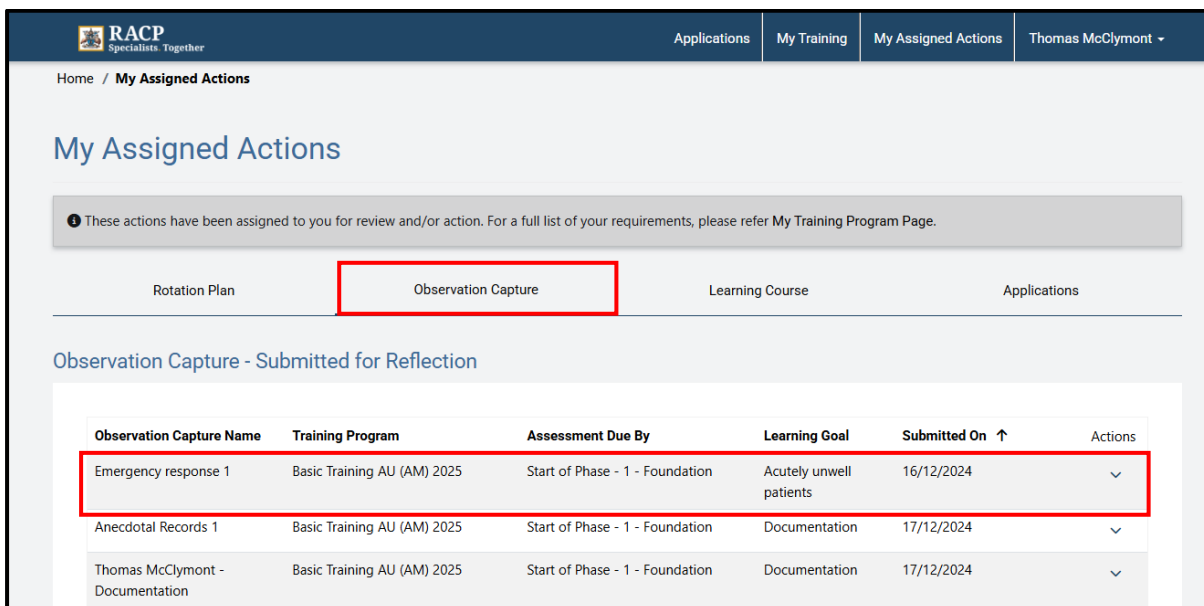 RACP
Specialists. Together
Applications
My Training
My Assigned Actions
Thomas McClymont
Home / My Assigned Actions
My Assigned Actions
These actions have been assigned to you for review and/or action. For a full list of your requirements, please refer My Training Program Page.
Rotation Plan
Observation Capture
Learning Course
Applications
Observation Capture - Submitted for Reflection
Observation Capture Name Training Program Assessment Due By Learning Goal Submitted On ↑ Actions
Emergency response 1 Basic Training AU (AM) 2025 Start of Phase - 1 - Foundation Acutely unwell 16/12/2024
patients
Anecdotal Records 1 Basic Training AU (AM) 2025 Start of Phase - 1 - Foundation Documentation 17/12/2024
Thomas McClymont - Basic Training AU (AM) 2025 Start of Phase - 1 - Foundation Documentation 17/12/2024
Documentation